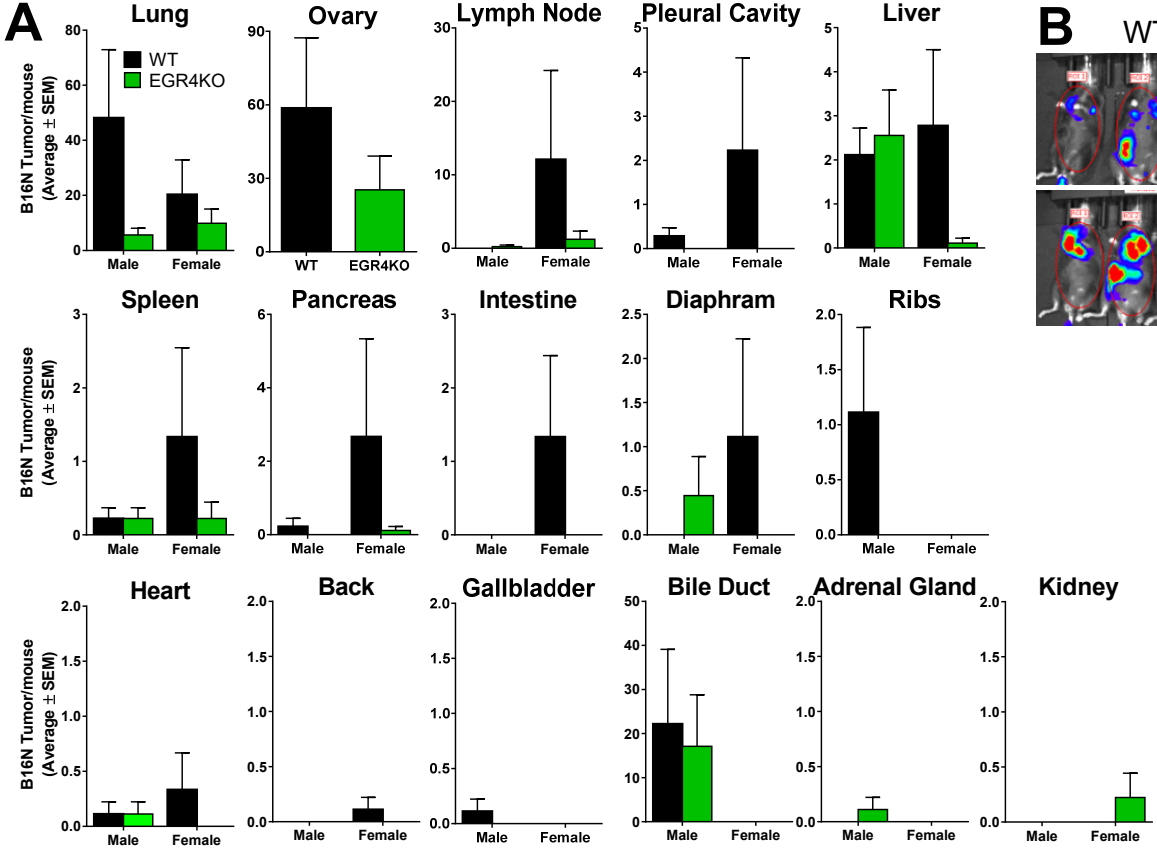 A
Lung
Ovary
Lymph Node
Pleural Cavity
Liver
B
WT
B16N Tumor/mouse
(Average ± SEM)
80
60
40
20
0
WT
EGR4KO
Male
Female
90
60
30
0
WT
EGR4KO
30
20
10
0
Male
Female
5
4
3
2
1
0
Male
Female
5
4
3
2
1
0
Male
Female
ROI 1
ROI 2
ROI 1
ROI 2
Spleen
Pancreas
Intestine
Diaphram
Ribs
B16N Tumor/mouse
(Average ± SEM)
3
2
1
0
Male
Female
6
4
2
0
Male
Female
3
2
1
0
Male
Female
2.5
2.0
1.5
1.0
0.5
0.0
Male
Female
2.0
1.5
1.0
0.5
0.0
Male
Female
Heart
Back
Gallbladder
Bile Duct
Adrenal Gland
Kidney
B16N Tumor/mouse
(Average ± SEM)
2.0
1.5
1.0
0.5
0.0
Male
Female
2.0
1.5
1.0
0.5
0.0
Male
Female
2.0
1.5
1.0
0.5
0.0
Male
Female
50
40
30
20
10
0
Male
Female
2.0
1.5
1.0
0.5
0.0
Male
Female
2.0
1.5
1.0
0.5
0.0
Male
Female